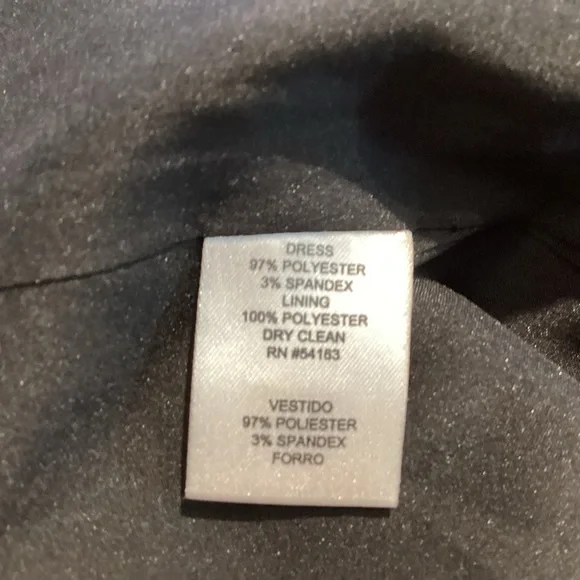 DRESS
97% POLYESTER
3% SPANDEX
LINING
100% POLYESTER
DRY CLEAN
RN #54163
VESTIDO
97% POLIESTER
3% SPANDEX
FORRO